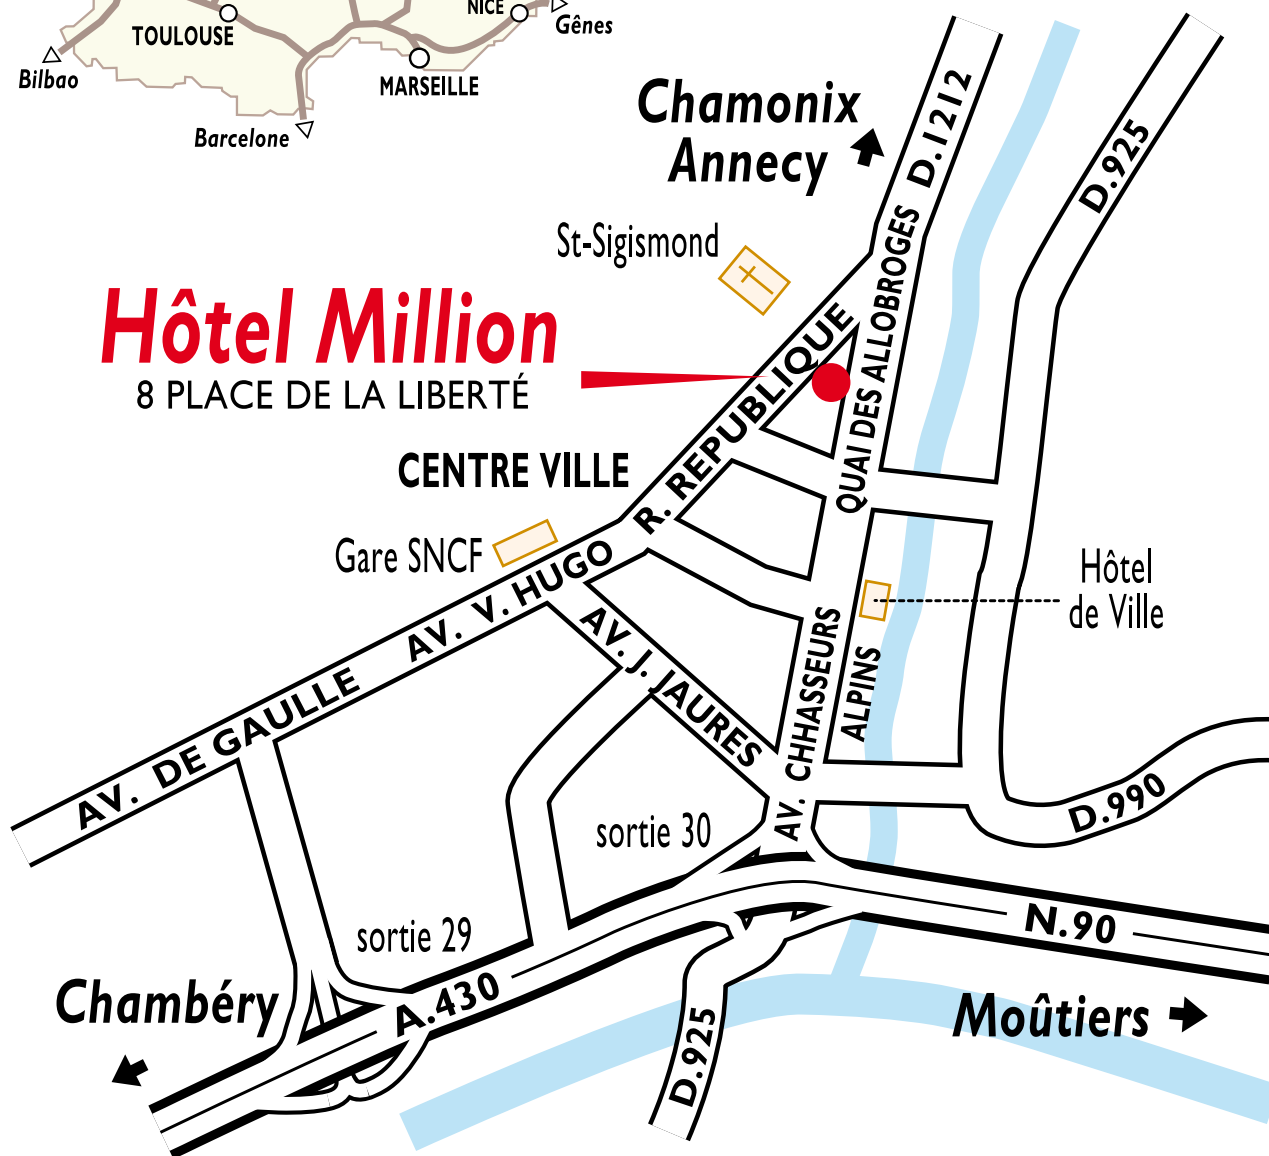 NICE
Gênes
TOULOUSE
Bilbao
MARSEILLE
Barcelone
Chamonix
Annecy
D.1212
D.925
St-Sigismond
Hôtel Million
8 PLACE DE LA LIBERTÉ
R. REPUBLIQUE
QUAI DES ALLOBROGES
CENTRE VILLE
Gare SNCF
AV. V. HUGO
Hôtel
de Ville
AV. J. JAURES
AV. CHHASSEURS
ALPINS
AV. DE GAULLE
D.990
sortie 30
sortie 29
N.90
Chambéry
A.430
Moûtiers
D.925